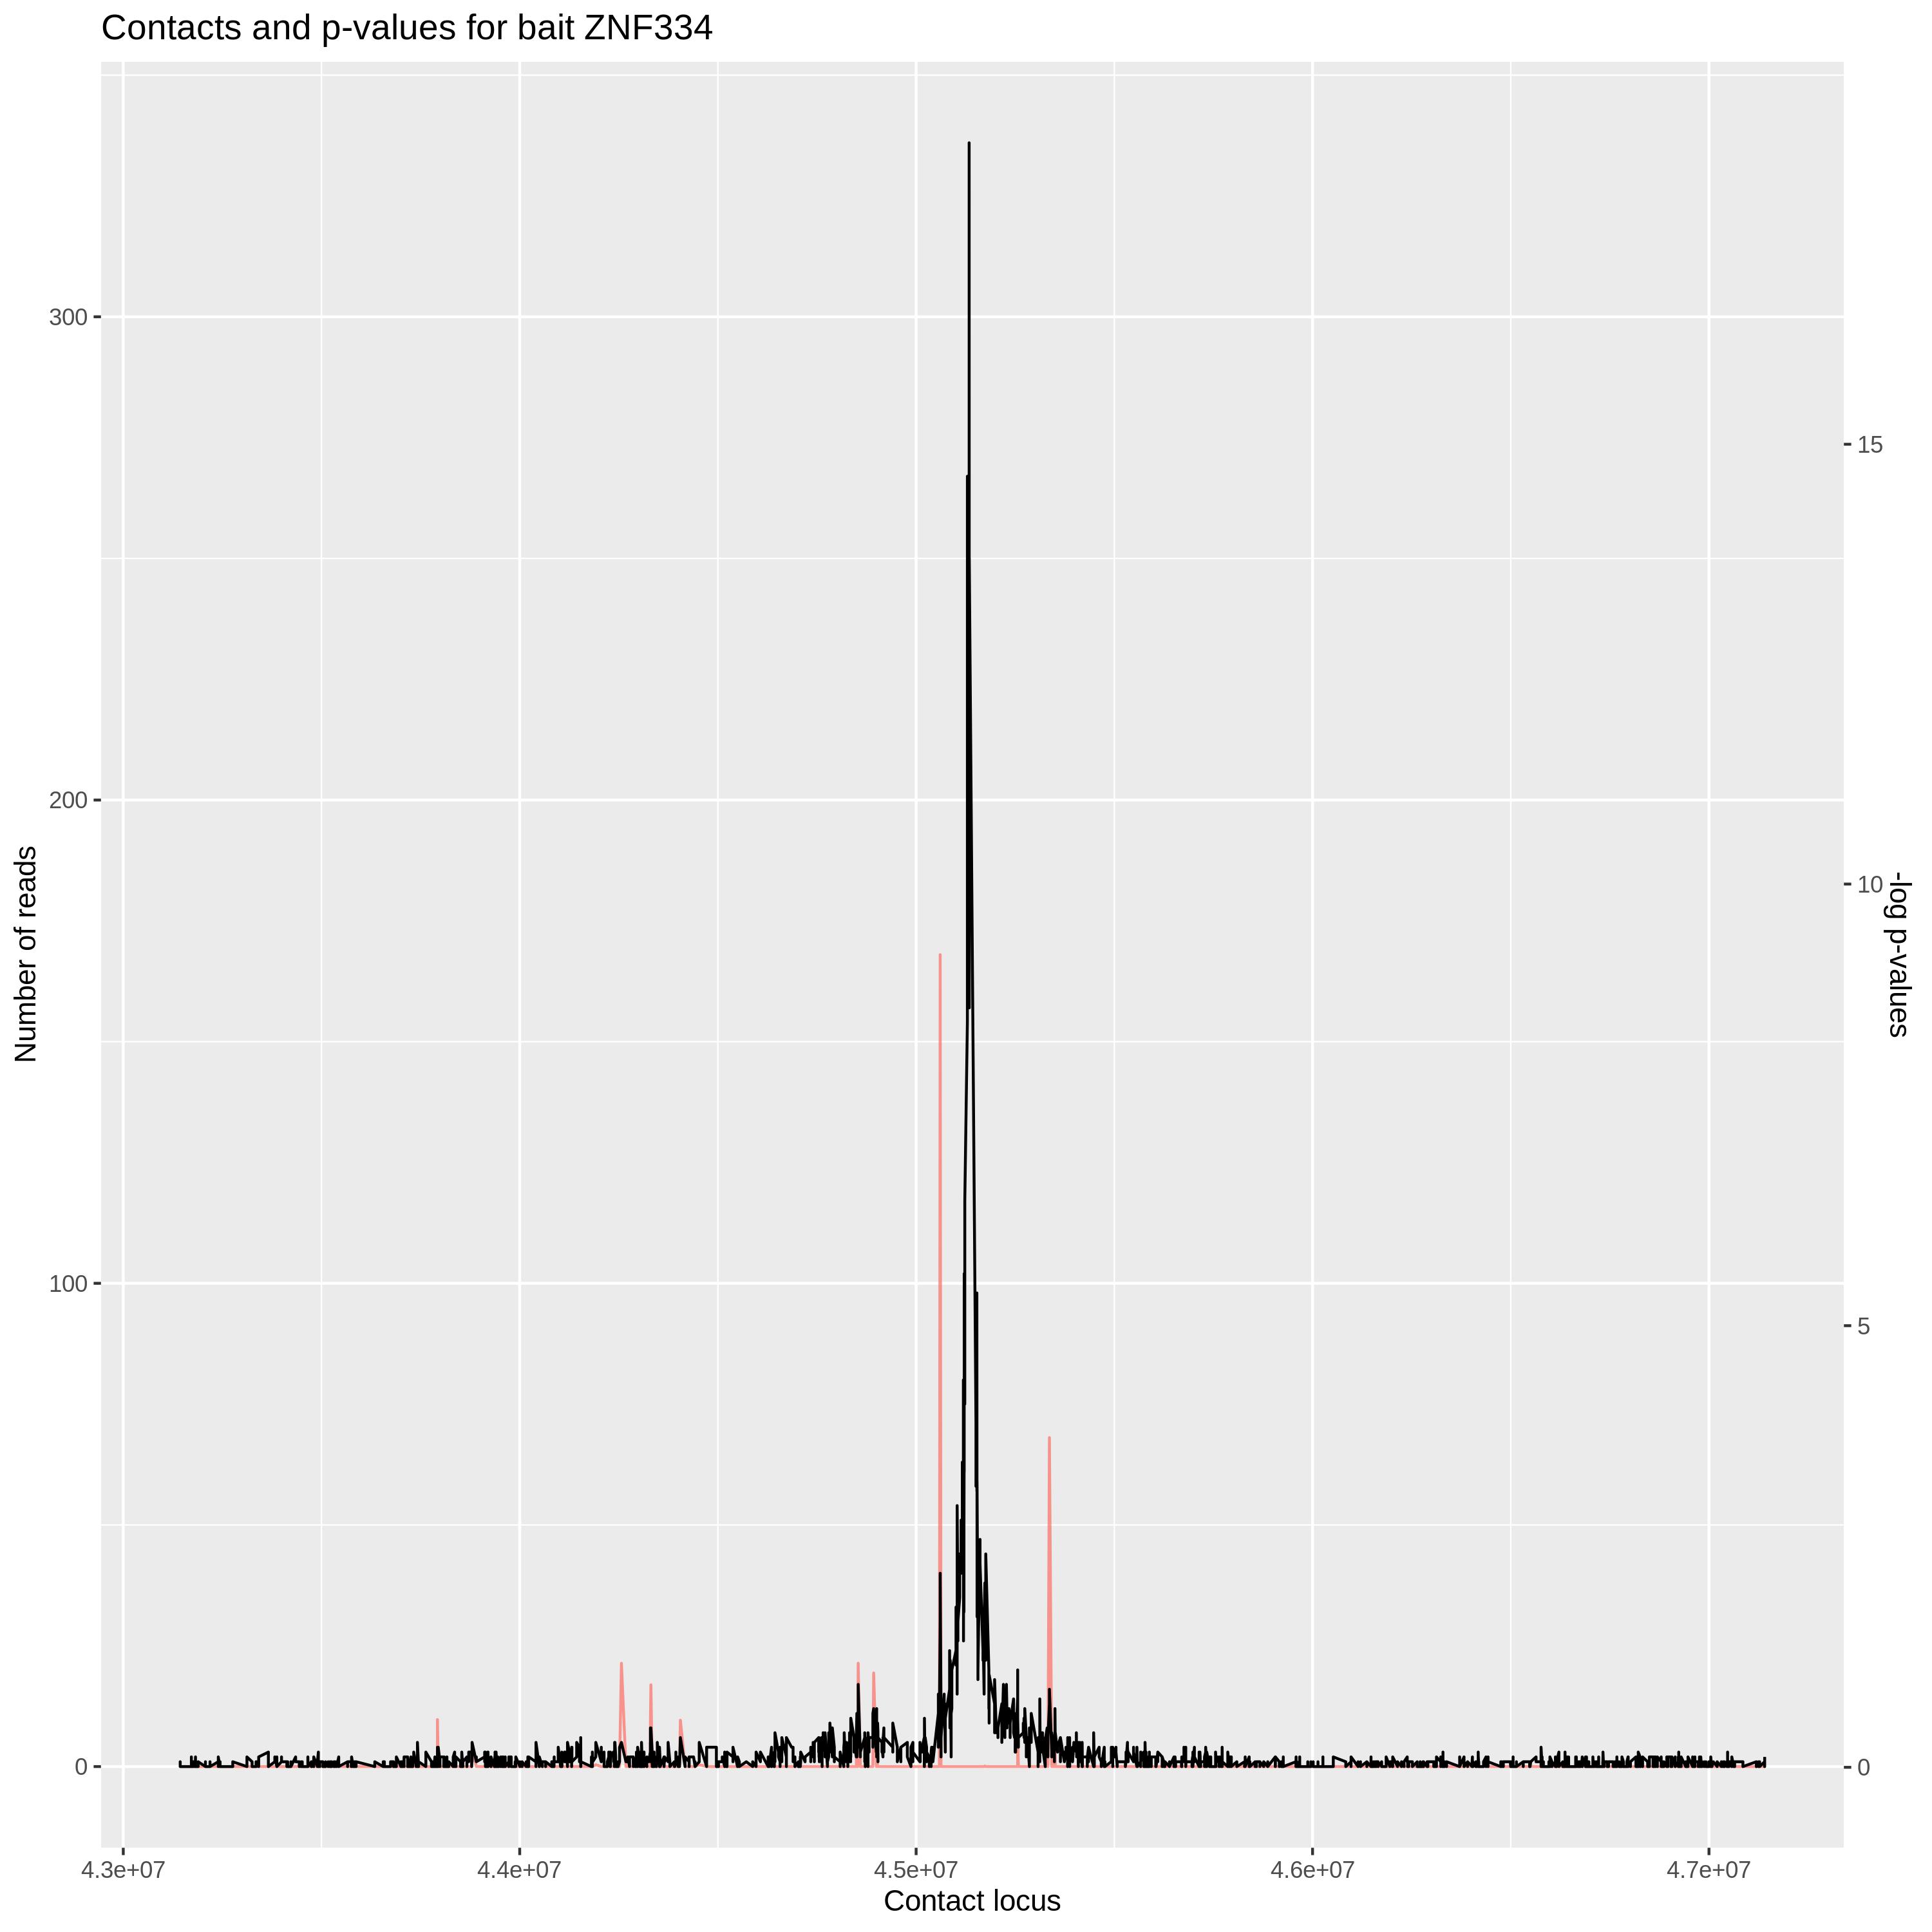 Contacts and p-values for bait ZNF334
Number of reads
300
200
100
0
15
10
5
0
-log p-values
4.3e+07
4.4e+07
4.5e+07
4.6e+07
4.7e+07
Contact locus